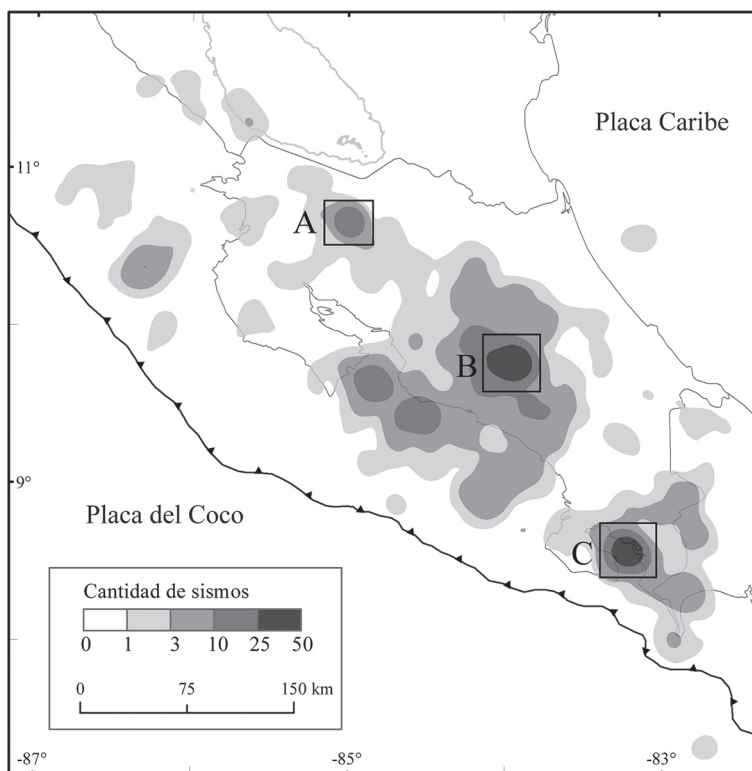 Placa Caribe
11°
A
B
9°
Placa del Coco
C
Cantidad de sismos
0 1 3 10 25 50
0 75 150 km
-87° -85° -83°